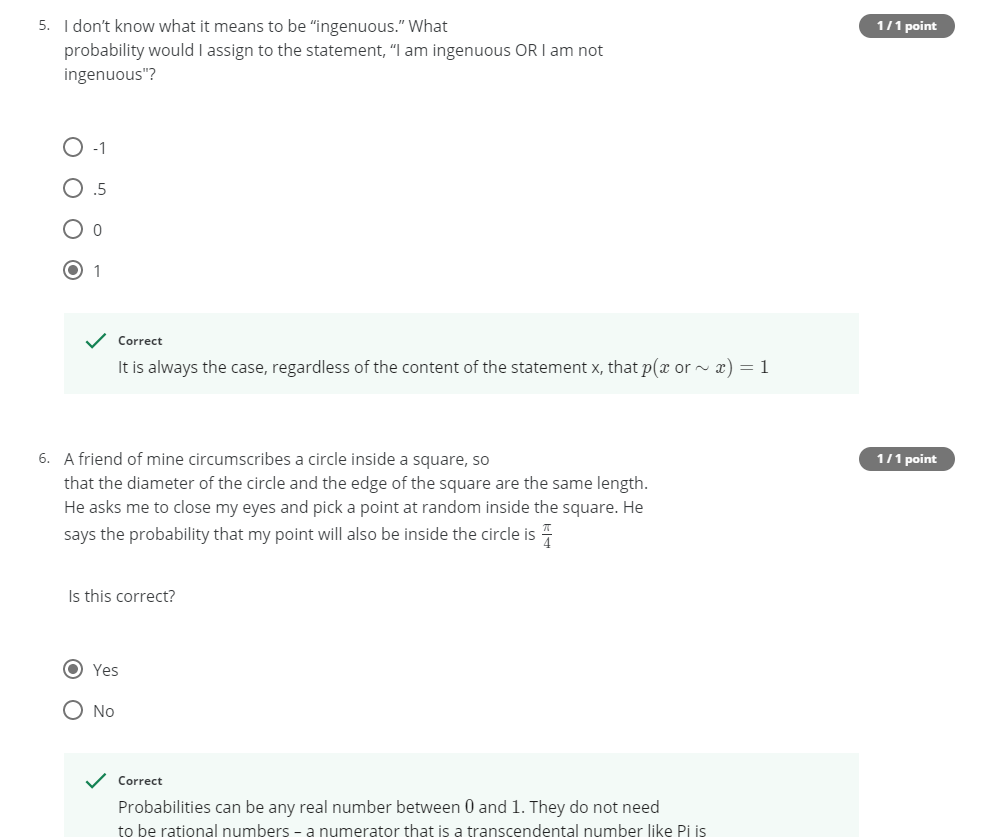 5. I don’t know what it means to be “ingenuous.” What
1 / 1 point
probability would I assign to the statement, “I am ingenuous OR I am not
ingenuous"?
-1
.5
0
1
Correct
It is always the case, regardless of the content of the statement x, that p(x or ∼ x) = 1
6. A friend of mine circumscribes a circle inside a square, so
1 / 1 point
that the diameter of the circle and the edge of the square are the same length.
He asks me to close my eyes and pick a point at random inside the square. He
says the probability that my point will also be inside the circle is π/4
Is this correct?
Yes
No
Correct
Probabilities can be any real number between 0 and 1. They do not need
to be rational numbers – a numerator that is a transcendental number like Pi is